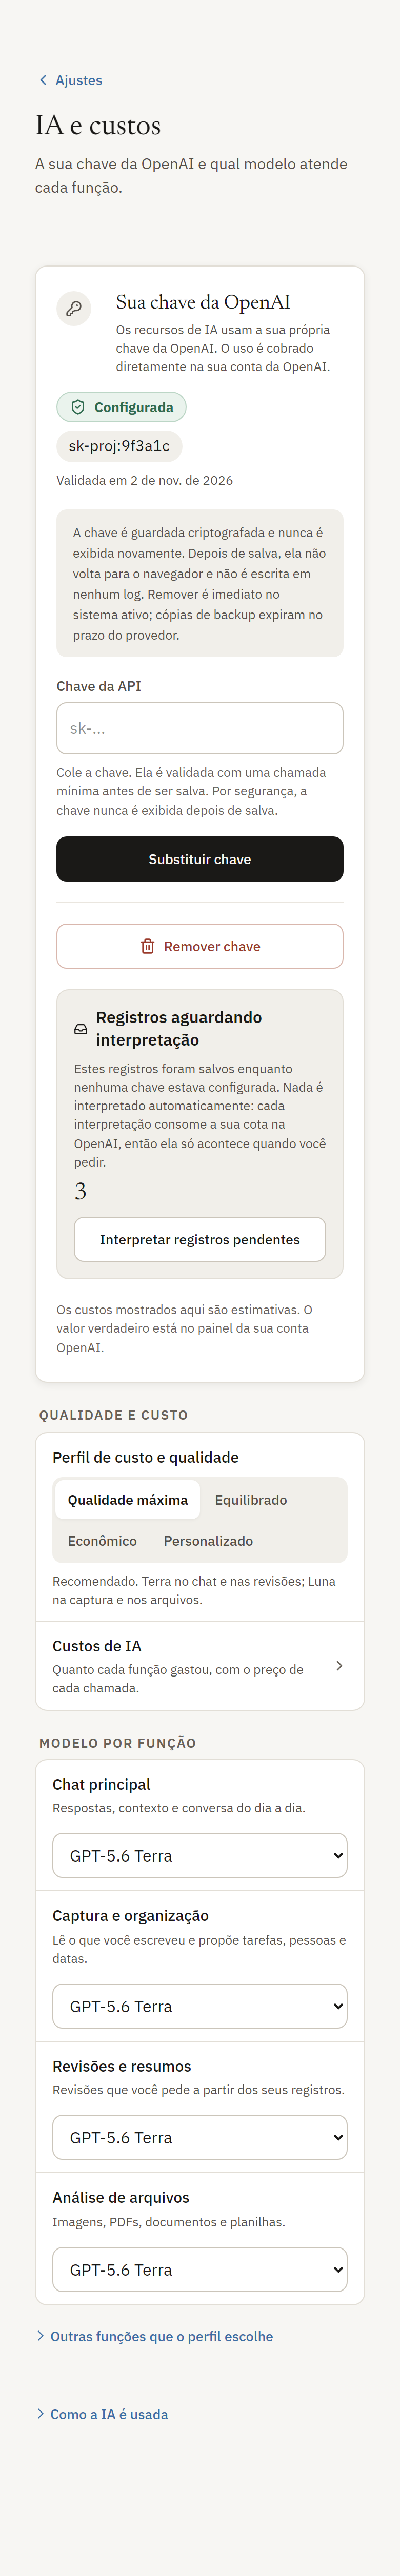 Ajustes
IA e custos
A sua chave da OpenAI e qual modelo atende
cada função.
Sua chave da OpenAI
Os recursos de IA usam a sua própria
chave da OpenAI. O uso é cobrado
diretamente na sua conta da OpenAI.
Configurada
sk-proj:9f3a1c
Validada em 2 de nov. de 2026
A chave é guardada criptografada e nunca é
exibida novamente. Depois de salva, ela não
volta para o navegador e não é escrita em
nenhum log. Remover é imediato no
sistema ativo; cópias de backup expiram no
prazo do provedor.
Chave da API
sk-...
Cole a chave. Ela é validada com uma chamada
mínima antes de ser salva. Por segurança, a
chave nunca é exibida depois de salva.
Substituir chave
Remover chave
Registros aguardando
interpretação
Estes registros foram salvos enquanto
nenhuma chave estava configurada. Nada é
interpretado automaticamente: cada
interpretação consome a sua cota na
OpenAI, então ela só acontece quando você
pedir.
3
Interpretar registros pendentes
Os custos mostrados aqui são estimativas. O
valor verdadeiro está no painel da sua conta
OpenAI.
QUALIDADE E CUSTO
Perfil de custo e qualidade
Qualidade máxima Equilibrado
Econômico Personalizado
Recomendado. Terra no chat e nas revisões; Luna
na captura e nos arquivos.
Custos de IA
Quanto cada função gastou, com o preço de
cada chamada.
MODELO POR FUNÇÃO
Chat principal
Respostas, contexto e conversa do dia a dia.
GPT-5.6 Terra
Captura e organização
Lê o que você escreveu e propõe tarefas, pessoas e
datas.
GPT-5.6 Terra
Revisões e resumos
Revisões que você pede a partir dos seus registros.
GPT-5.6 Terra
Análise de arquivos
Imagens, PDFs, documentos e planilhas.
GPT-5.6 Terra
Outras funções que o perfil escolhe
Como a IA é usada